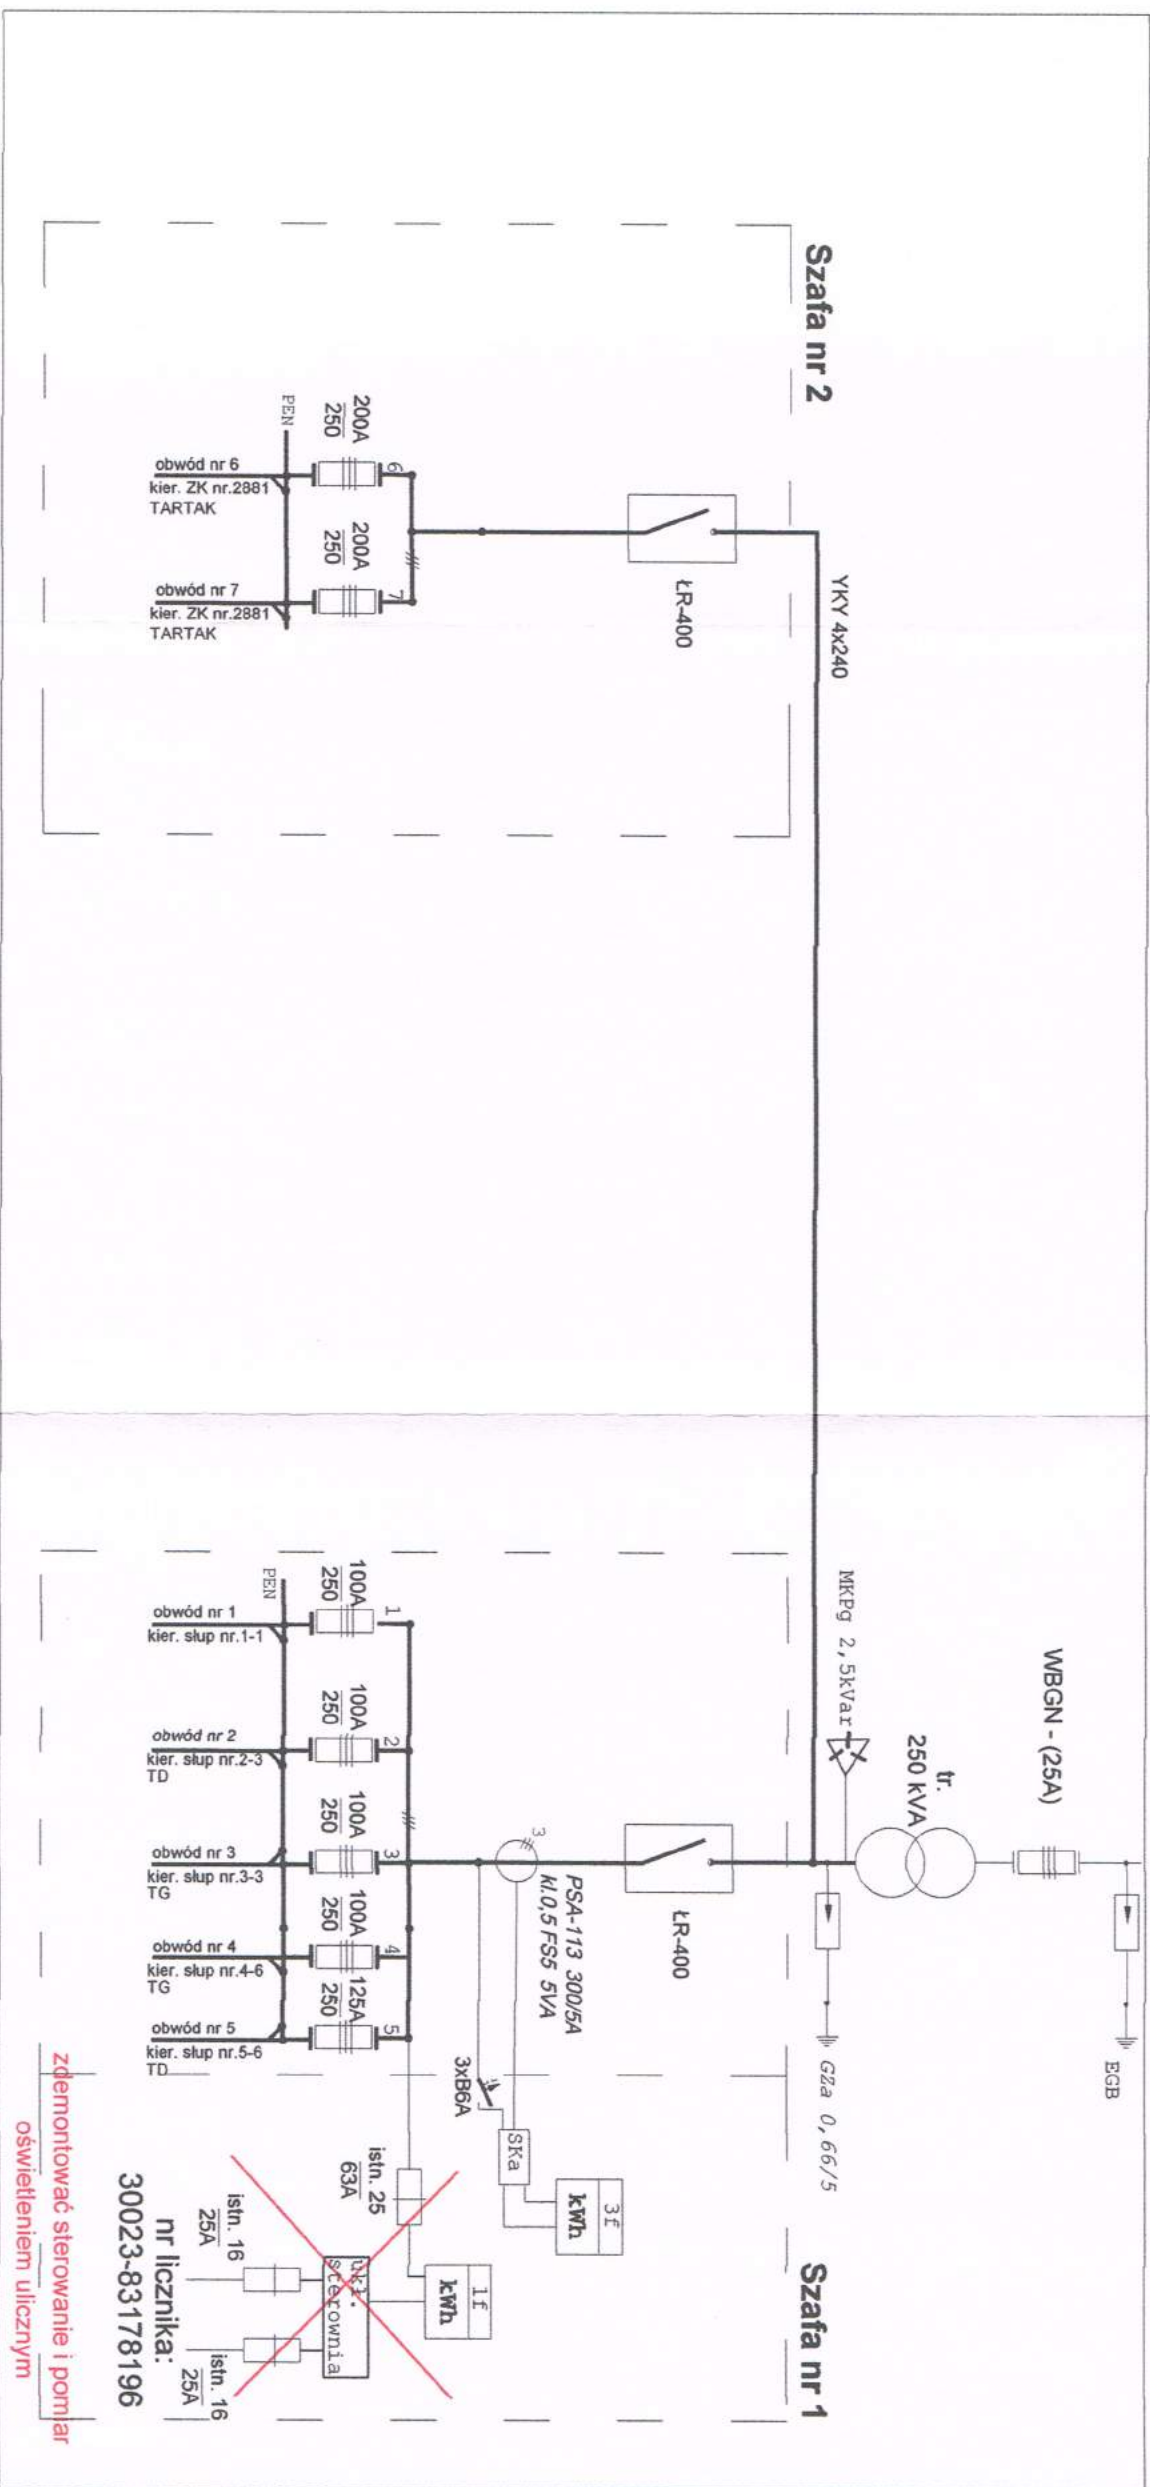 Szafa nr 2
YKY 4x240
ŁR-400
200A
250
6
200A
250
7
PEN
obwód nr 6
kier. ZK nr.2881
TARTAK
obwód nr 7
kier. ZK nr.2881
TARTAK
WBGN - (25A)
EGB
tr.
250 kVA
MKPg 2,5kVar
GZa 0,66/5
Szafa nr 1
ŁR-400
3
PSA-113 300/5A
kl.0,5 FS5 5VA
3xB6A
SKa
3f
kWh
1f
kWh
100A
250
1
100A
250
2
100A
250
3
100A
250
4
125A
250
5
PEN
obwód nr 1
kier. słup nr.1-1
obwód nr 2
kier. słup nr.2-3
TD
obwód nr 3
kier. słup nr.3-3
TG
obwód nr 4
kier. słup nr.4-6
TG
obwód nr 5
kier. słup nr.5-6
TD
istn. 25
63A
ukł.
sterownia
istn. 16
25A
istn. 16
25A
nr licznika:
30023-83178196
zdemontować sterowanie i pomiar
oświetleniem ulicznym